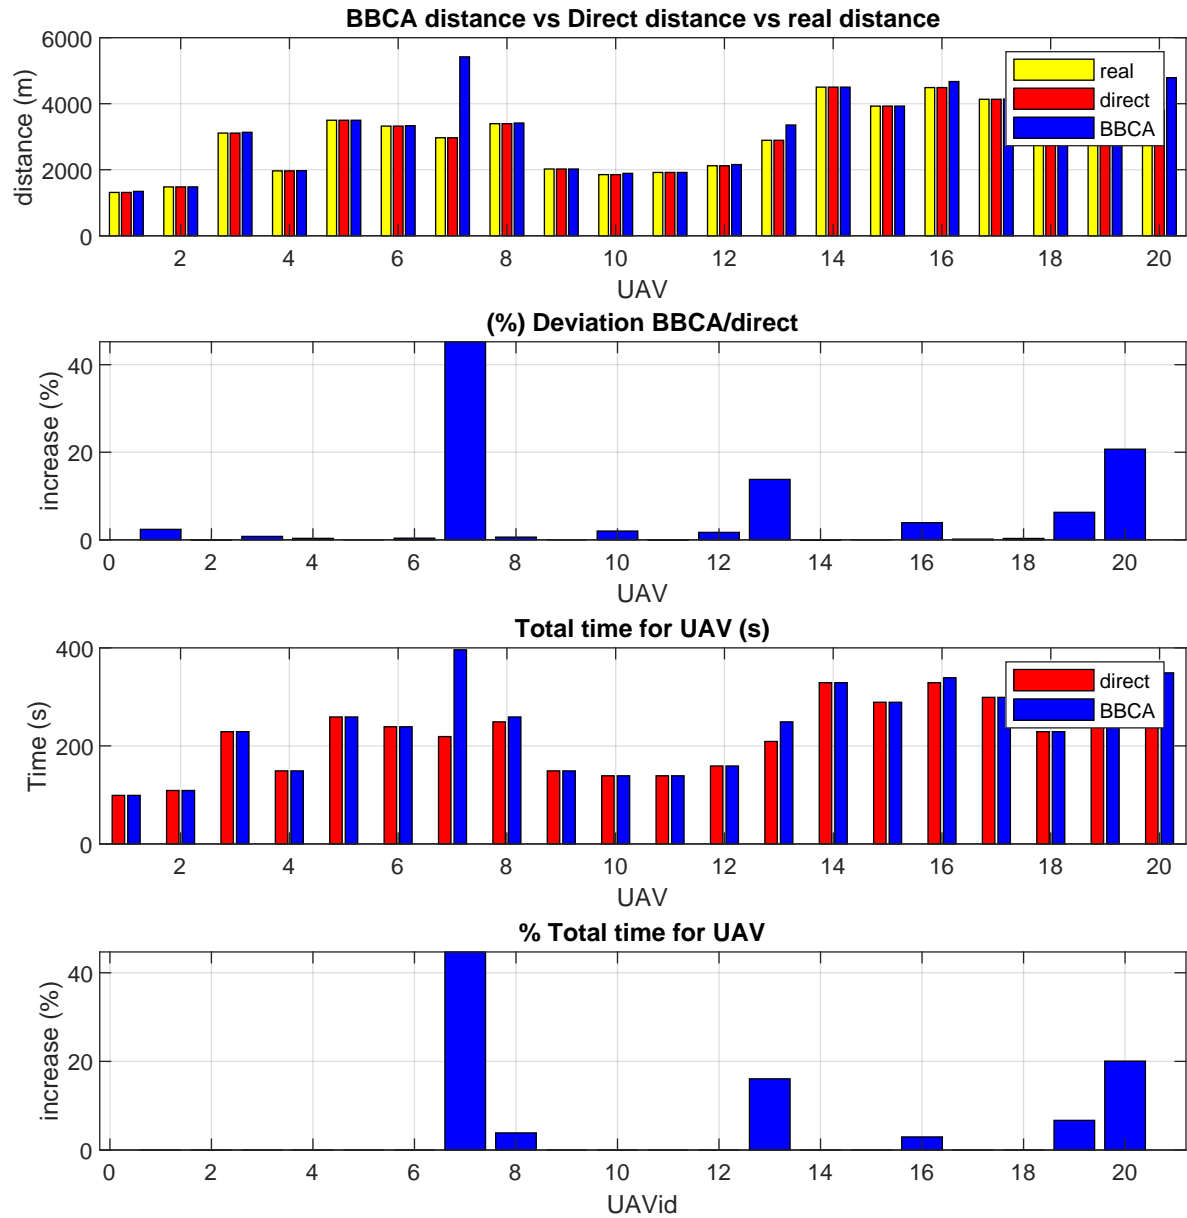 BBCA distance vs Direct distance vs real distance
6000
4000
2000
0
distance (m)
real
direct
BBCA
2 4 6 8 10 12 14 16 18 20
UAV
(%) Deviation BBCA/direct
40
20
0
increase (%)
0 2 4 6 8 10 12 14 16 18 20
UAV
Total time for UAV (s)
400
200
0
Time (s)
direct
BBCA
2 4 6 8 10 12 14 16 18 20
UAV
% Total time for UAV
40
20
0
increase (%)
0 2 4 6 8 10 12 14 16 18 20
UAVid